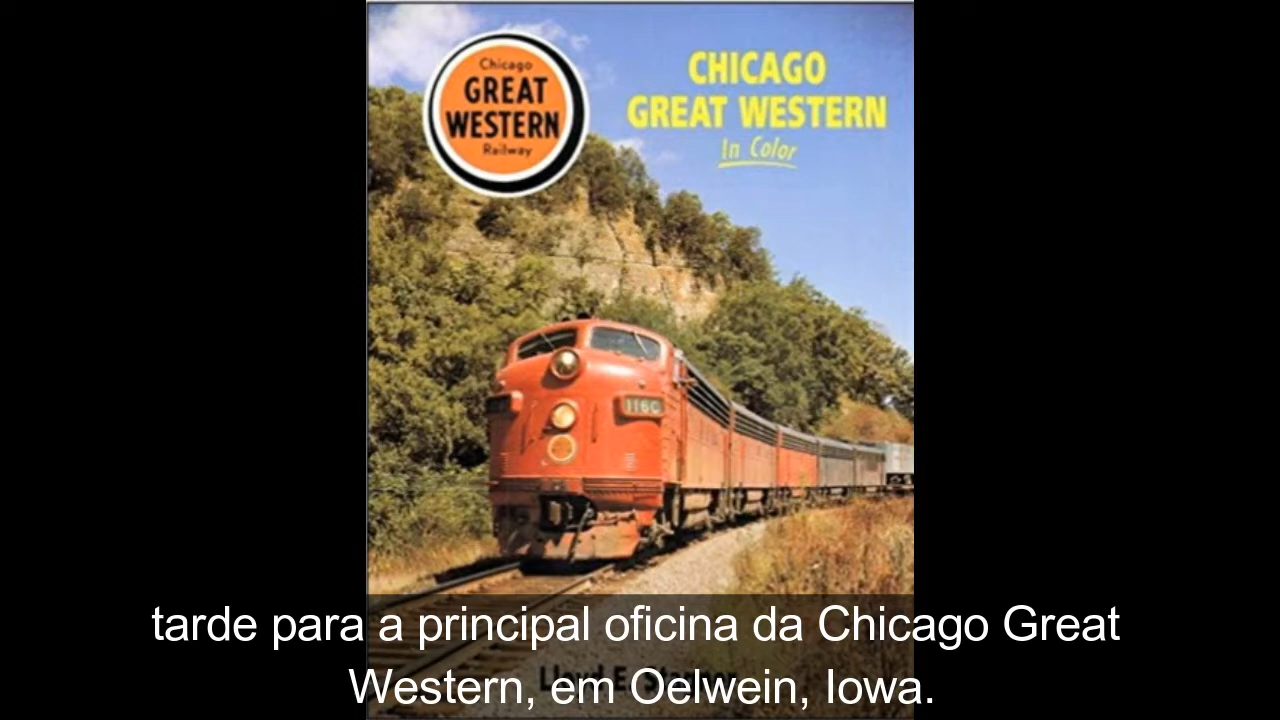 Chicago
GREAT
WESTERN
Railway
CHICAGO
GREAT WESTERN
In Color
116C
tarde para a principal oficina da Chicago Great
Western, em Oelwein, Iowa.